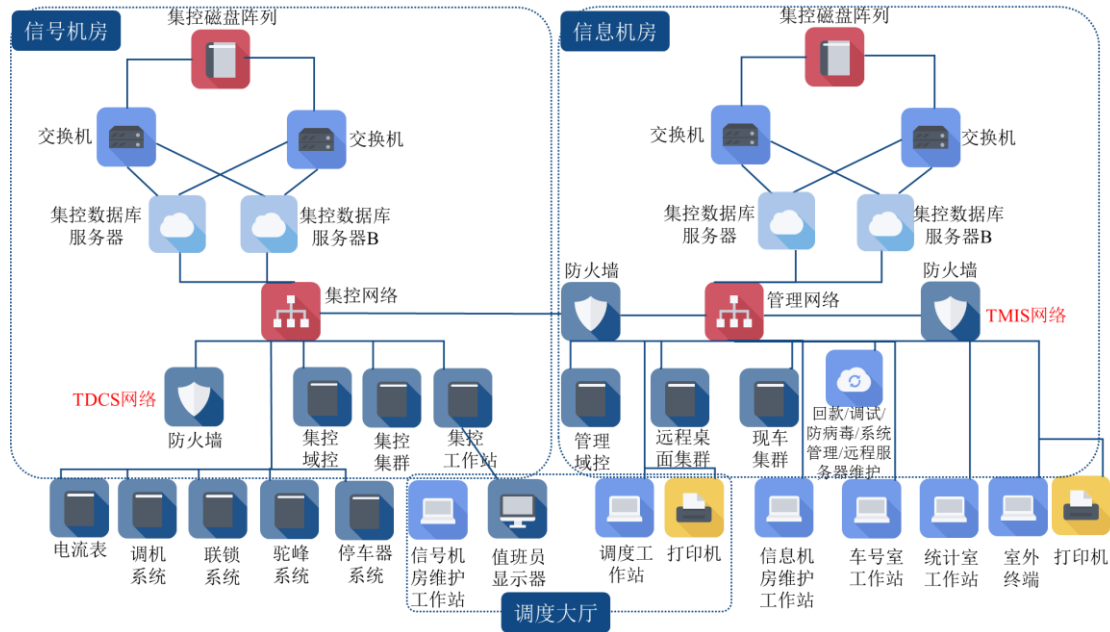 信号机房
集控磁盘阵列
信息机房
集控磁盘阵列
交换机
交换机
交换机
交换机
集控数据库
服务器
集控数据库
服务器B
集控数据库
服务器
集控数据库
服务器B
防火墙
防火墙
集控网络
管理网络
TMIS网络
TDCS网络
防火墙
集控
域控
集控
集群
集控
工作站
管理
域控
远程桌
面集群
现车
集群
回款/调试/
防病毒/系统
管理/远程服
务器维护
电流表
调机
系统
联锁
系统
驼峰
系统
停车器
系统
信号机
房维护
工作站
值班员
显示器
调度工
作站
打印机
信息机
房维护
工作站
车号室
工作站
统计室
工作站
室外
终端
打印机
调度大厅